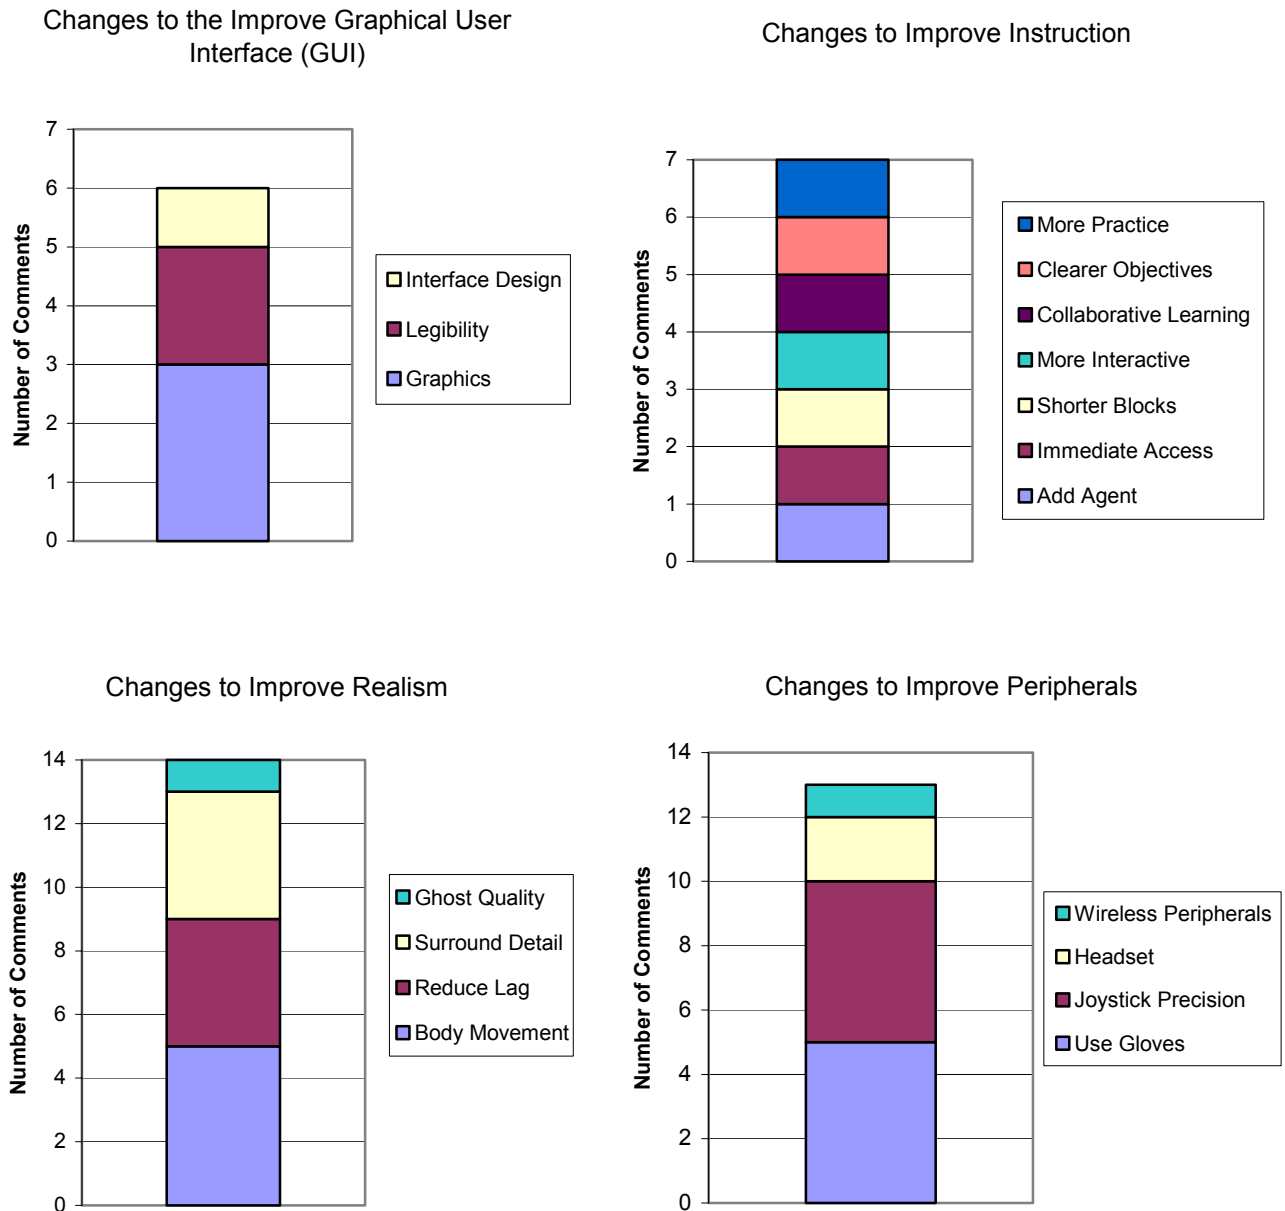 Changes to the Improve Graphical User
Interface (GUI)
7
6
5
4
3
2
1
0
Number of Comments
Interface Design
Legibility
Graphics
Changes to Improve Instruction
7
6
5
4
3
2
1
0
Number of Comments
More Practice
Clearer Objectives
Collaborative Learning
More Interactive
Shorter Blocks
Immediate Access
Add Agent
Changes to Improve Realism
14
12
10
8
6
4
2
0
Number of Comments
Ghost Quality
Surround Detail
Reduce Lag
Body Movement
Changes to Improve Peripherals
14
12
10
8
6
4
2
0
Number of Comments
Wireless Peripherals
Headset
Joystick Precision
Use Gloves